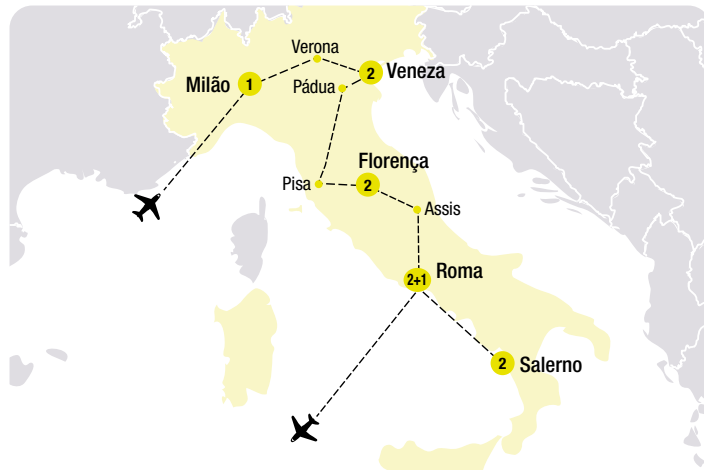 Verona
Milão
1
2
Veneza
Pádua
Florença
Pisa
2
Assis
Roma
2+1
2
Salerno